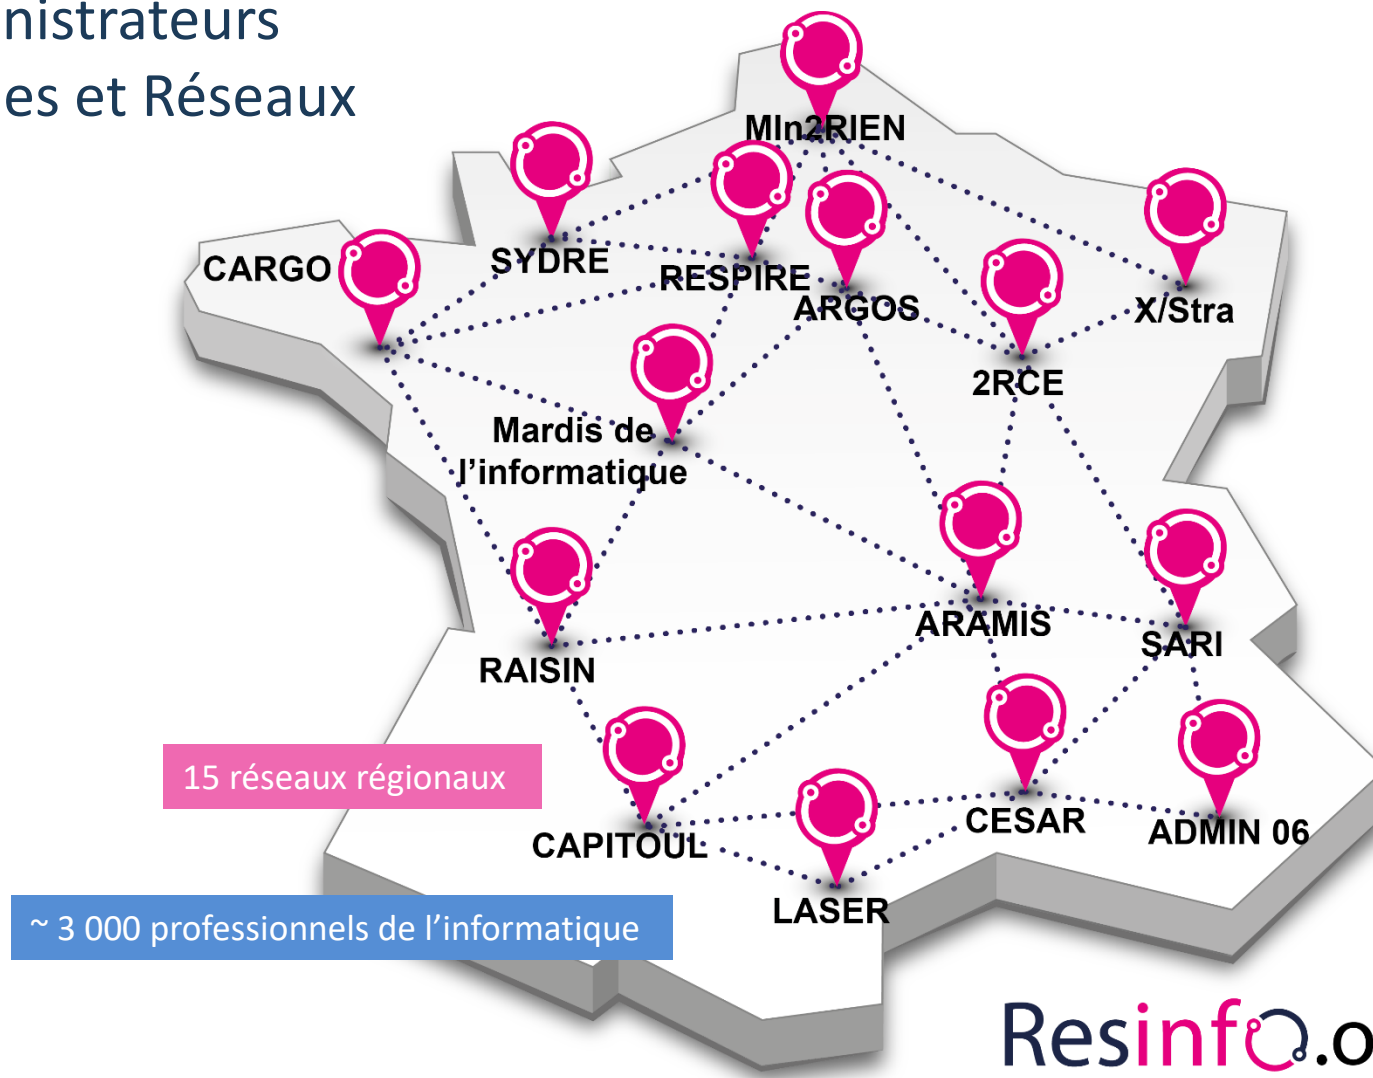 nistrateurs
es et Réseaux
MIn2RIEN
CARGO
SYDRE
RESPIRE
ARGOS
X/Stra
2RCE
Mardis de
l'informatique
ARAMIS
SARI
RAISIN
15 réseaux régionaux
CAPITOUL
CESAR
ADMIN 06
LASER
~ 3 000 professionnels de l'informatique
Resinfo.o